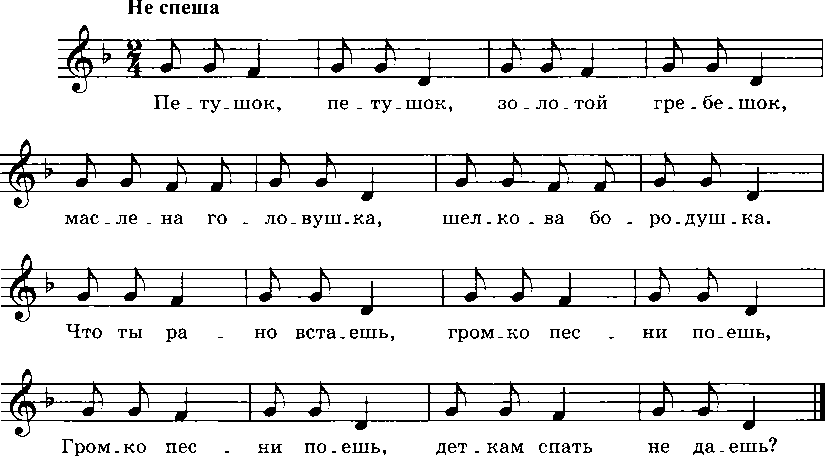 Не спеша
2
4
Пе-ту-шок, пе-ту-шок, зо-ло-той гре-бе-шок,
мас-ле-на го-ло-вуш-ка, шел-ко-ва бо-ро-душ-ка.
Что ты ра-но вста-ешь, гром-ко пес-ни по-ешь,
Гром-ко пес-ни по-ешь, дет-кам спать не да-ешь?